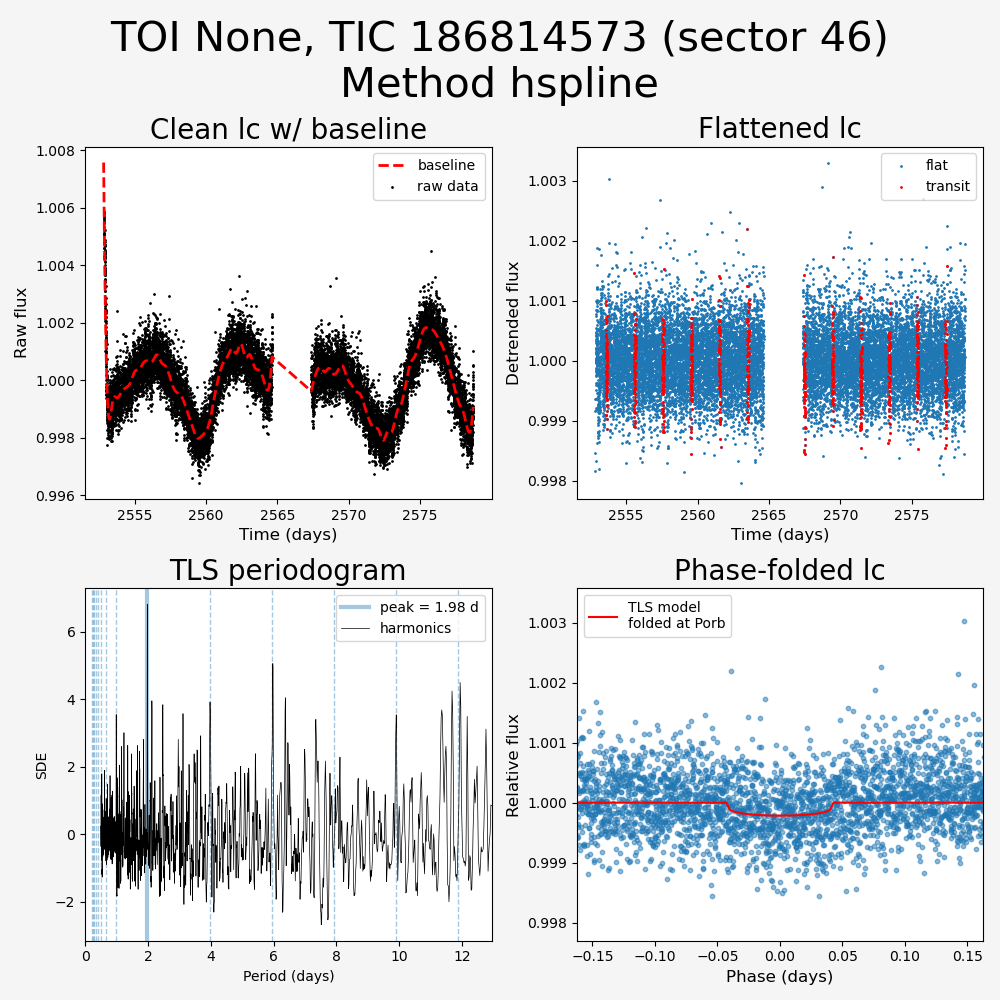 TOI None, TIC 186814573 (sector 46)
Method hspline
Clean lc w/ baseline
Flattened lc
1.008
1.006
1.004
1.002
1.000
0.998
0.996
Raw flux
baseline
raw data
2555
2560
2565
2570
2575
Time (days)
1.003
1.002
1.001
1.000
0.999
0.998
Detrended flux
flat
transit
2555
2560
2565
2570
2575
Time (days)
TLS periodogram
Phase-folded lc
6
4
2
0
−2
SDE
peak = 1.98 d
harmonics
0
2
4
6
8
10
12
Period (days)
1.003
1.002
1.001
1.000
0.999
0.998
Relative flux
TLS model
folded at Porb
−0.15
−0.10
−0.05
0.00
0.05
0.10
0.15
Phase (days)